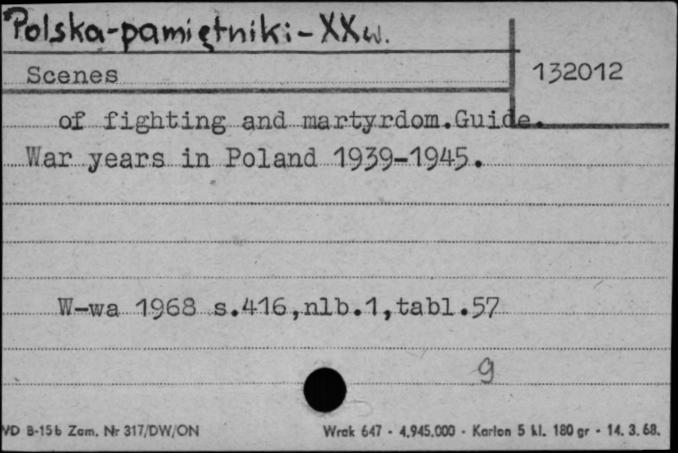 Polska-pamiętniki-XXw.
Scenes
132012
of fighting and martyrdom.Guide.
War years in Poland 1939-1945.
W-wa 1968 s.416,nlb.1,tabl.57
9
WD B-15b Zam. Nr 317/DW/ON
Wrak 647 - 4.945.000 - Karton 5 kl. 180 gr - 14. 3. 68.